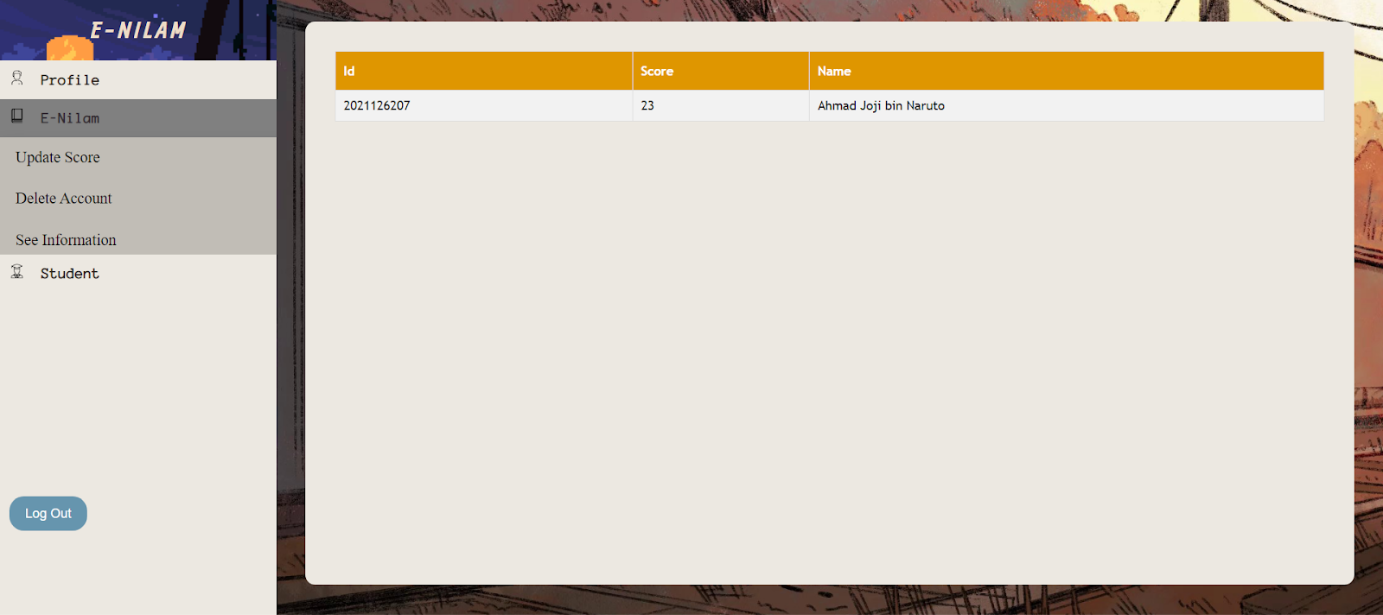 E-NILAM
Profile
E-Nilam
Update Score
Delete Account
See Information
Student
Log Out
Id Score Name
2021126207 23 Ahmad Joji bin Naruto